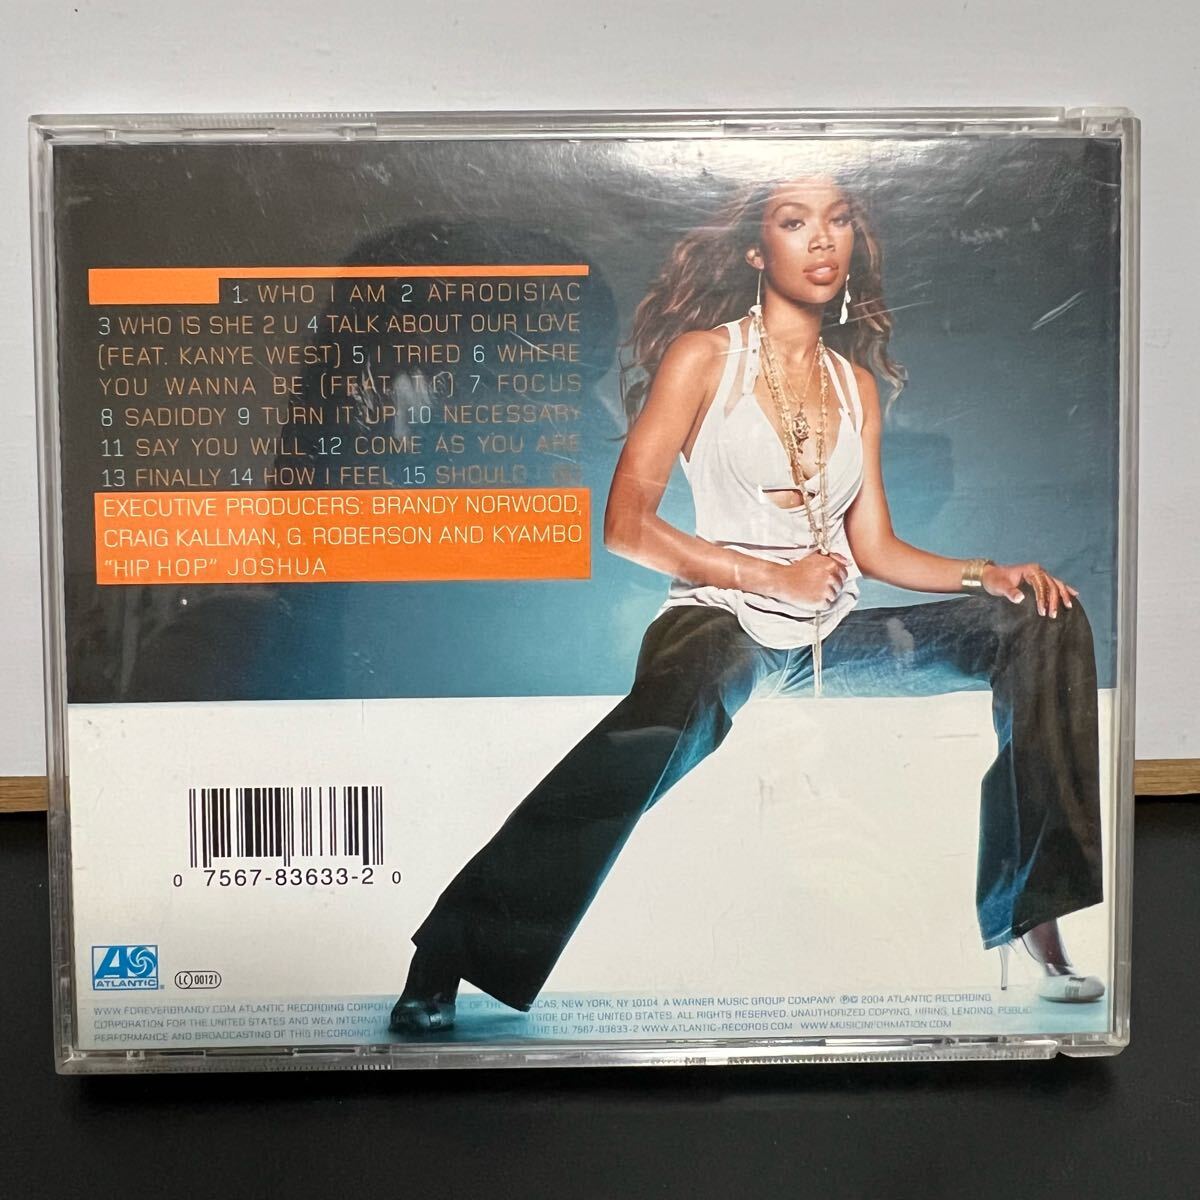 1 WHO I AM 2 AFRODISIAC
3 WHO IS SHE 2 U 4 TALK ABOUT OUR LOVE
(FEAT. KANYE WEST) 5 I TRIED 6 WHERE
YOU WANNA BE (FEAT. T.I.) 7 FOCUS
8 SADIDDY 9 TURN IT UP 10 NECESSARY
11 SAY YOU WILL 12 COME AS YOU ARE
13 FINALLY 14 HOW I FEEL 15 SHOULD I GO
EXECUTIVE PRODUCERS: BRANDY NORWOOD,
CRAIG KALLMAN, G. ROBERSON AND KYAMBO
"HIP HOP" JOSHUA
0 7567-83633-2 0
ATLANTIC
LC 00121
WWW.FOREVERBRANDY.COM ATLANTIC RECORDING OF THE NEW YORK, NY 10104 A WARNER MUSIC GROUP COMPANY ℗© 2004 ATLANTIC RECORDING
CORPORATION FOR THE UNITED STATES AND WEA OF THE UNITED STATES. ALL RIGHTS RESERVED. UNAUTHORIZED COPYING, HIRING, LENDING, PUBLIC
PERFORMANCE AND BROADCASTING OF THIS RECORDING THE E.U. 7567-83633-2 WWW.ATLANTIC-RECORDS.COM WWW.MUSICINFORMATION.COM